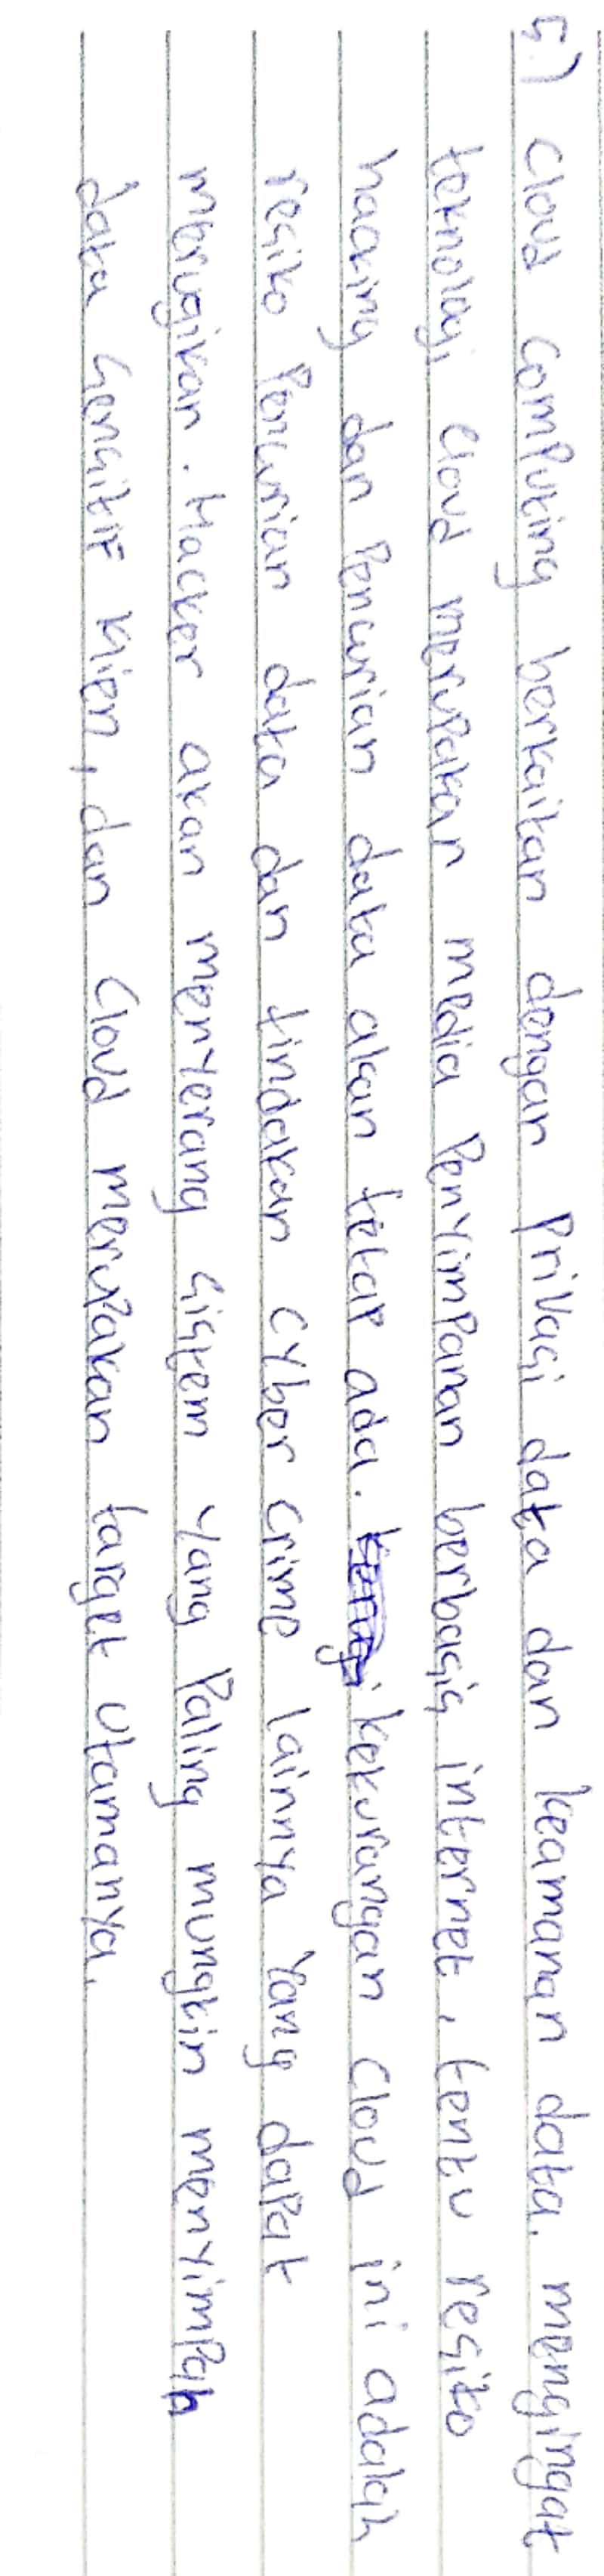 5.) Cloud computing berkaitan dengan privasi data dan keamanan data. mengingat
teknologi cloud merupakan media penyimpanan berbasis internet, tentu resiko
hacking dan pencurian data akan tetap ada. kekurangan cloud ini adalah
resiko pencurian data dan tindakan cyber crime lainnya yang dapat
merugikan. Hacker akan menyerang sistem yang paling mungkin menyimpan
data sensitif klien, dan cloud merupakan target utamanya.